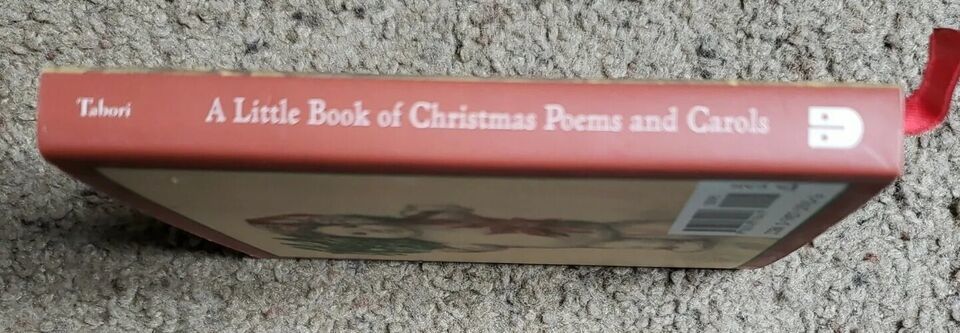 Tabori A Little Book of Christmas Poems and Carols